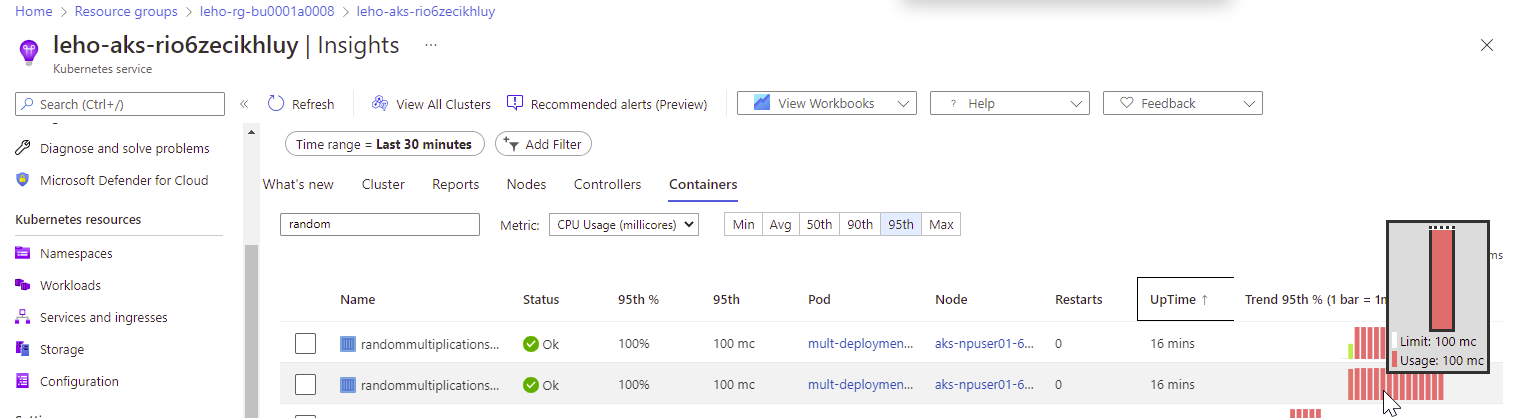 Home > Resource groups > leho-rg-bu0001a0008 > leho-aks-rio6zecikhluy
leho-aks-rio6zecikhluy | Insights ...
Kubernetes service
Search (Ctrl+/) «
Refresh View All Clusters Recommended alerts (Preview) View Workbooks ? Help Feedback
Time range = Last 30 minutes Add Filter
Diagnose and solve problems
Microsoft Defender for Cloud
What's new Cluster Reports Nodes Controllers Containers
Kubernetes resources
random Metric: CPU Usage (millicores) Min Avg 50th 90th 95th Max
Namespaces
Workloads
Services and ingresses
Storage
Configuration
Name Status 95th % 95th Pod Node Restarts UpTime ↑ Trend 95th % (1 bar = 1m
randommultiplications... Ok 100% 100 mc mult-deploymen... aks-npuser01-6... 0 16 mins
Limit: 100 mc
Usage: 100 mc
randommultiplications... Ok 100% 100 mc mult-deploymen... aks-npuser01-6... 0 16 mins